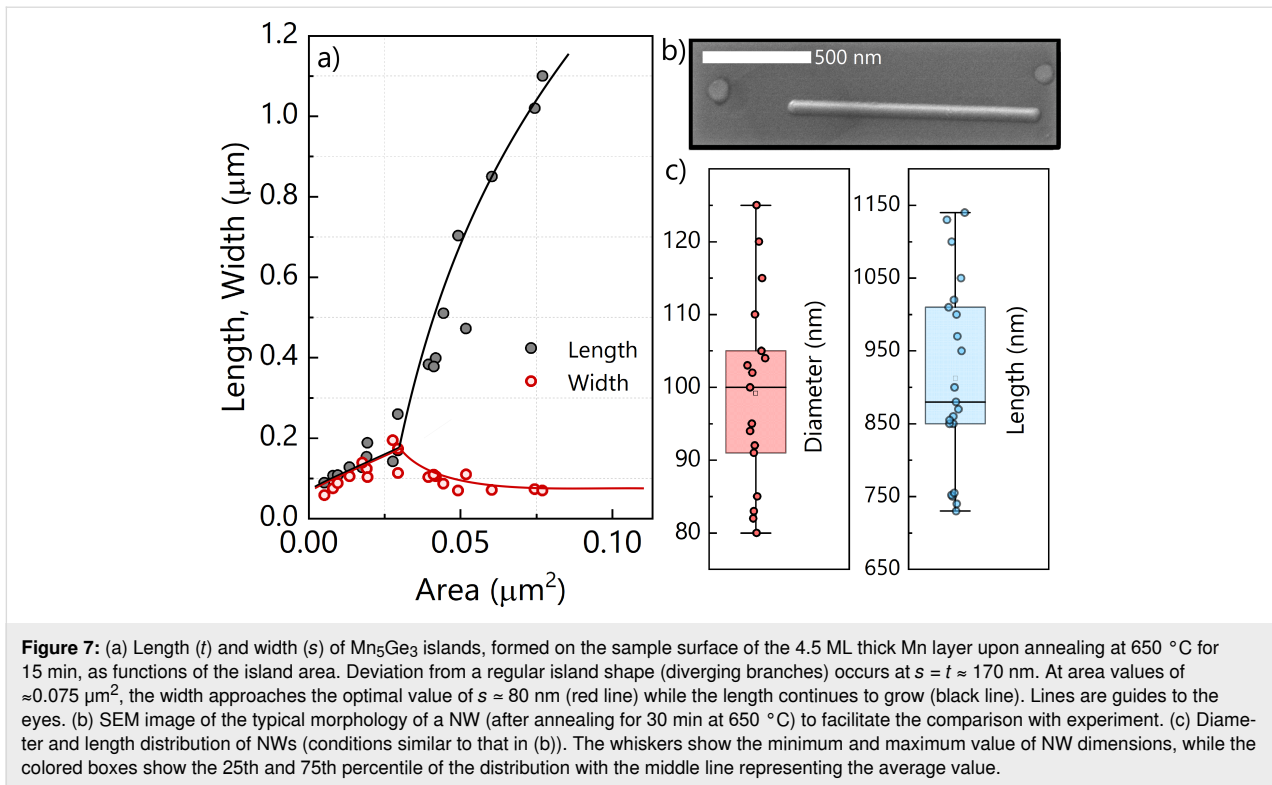 a)
1.2
1.0
0.8
0.6
0.4
0.2
0.0
Length, Width (μm)
Length
Width
0.00
0.05
0.10
Area (μm²)
b)
500 nm
c)
120
110
100
90
80
Diameter (nm)
1150
1050
950
850
750
650
Length (nm)
Figure 7: (a) Length (t) and width (s) of Mn₅Ge₃ islands, formed on the sample surface of the 4.5 ML thick Mn layer upon annealing at 650 °C for
15 min, as functions of the island area. Deviation from a regular island shape (diverging branches) occurs at s = t ≈ 170 nm. At area values of
≈0.075 μm², the width approaches the optimal value of s ≃ 80 nm (red line) while the length continues to grow (black line). Lines are guides to the
eyes. (b) SEM image of the typical morphology of a NW (after annealing for 30 min at 650 °C) to facilitate the comparison with experiment. (c) Diame-
ter and length distribution of NWs (conditions similar to that in (b)). The whiskers show the minimum and maximum value of NW dimensions, while the
colored boxes show the 25th and 75th percentile of the distribution with the middle line representing the average value.